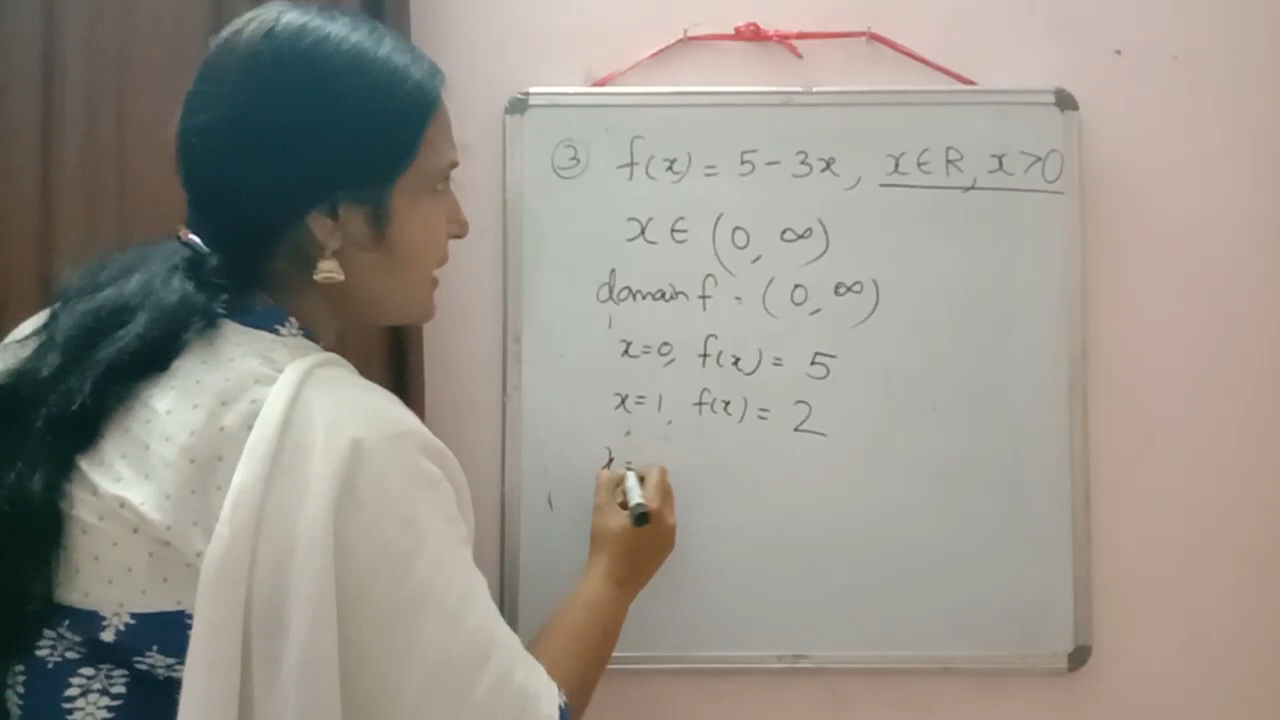 ③ f(x) = 5 - 3x, x ∈ R, x > 0
x ∈ (0, ∞)
domain f = (0, ∞)
x = 0, f(x) = 5
x = 1, f(x) = 2
x =